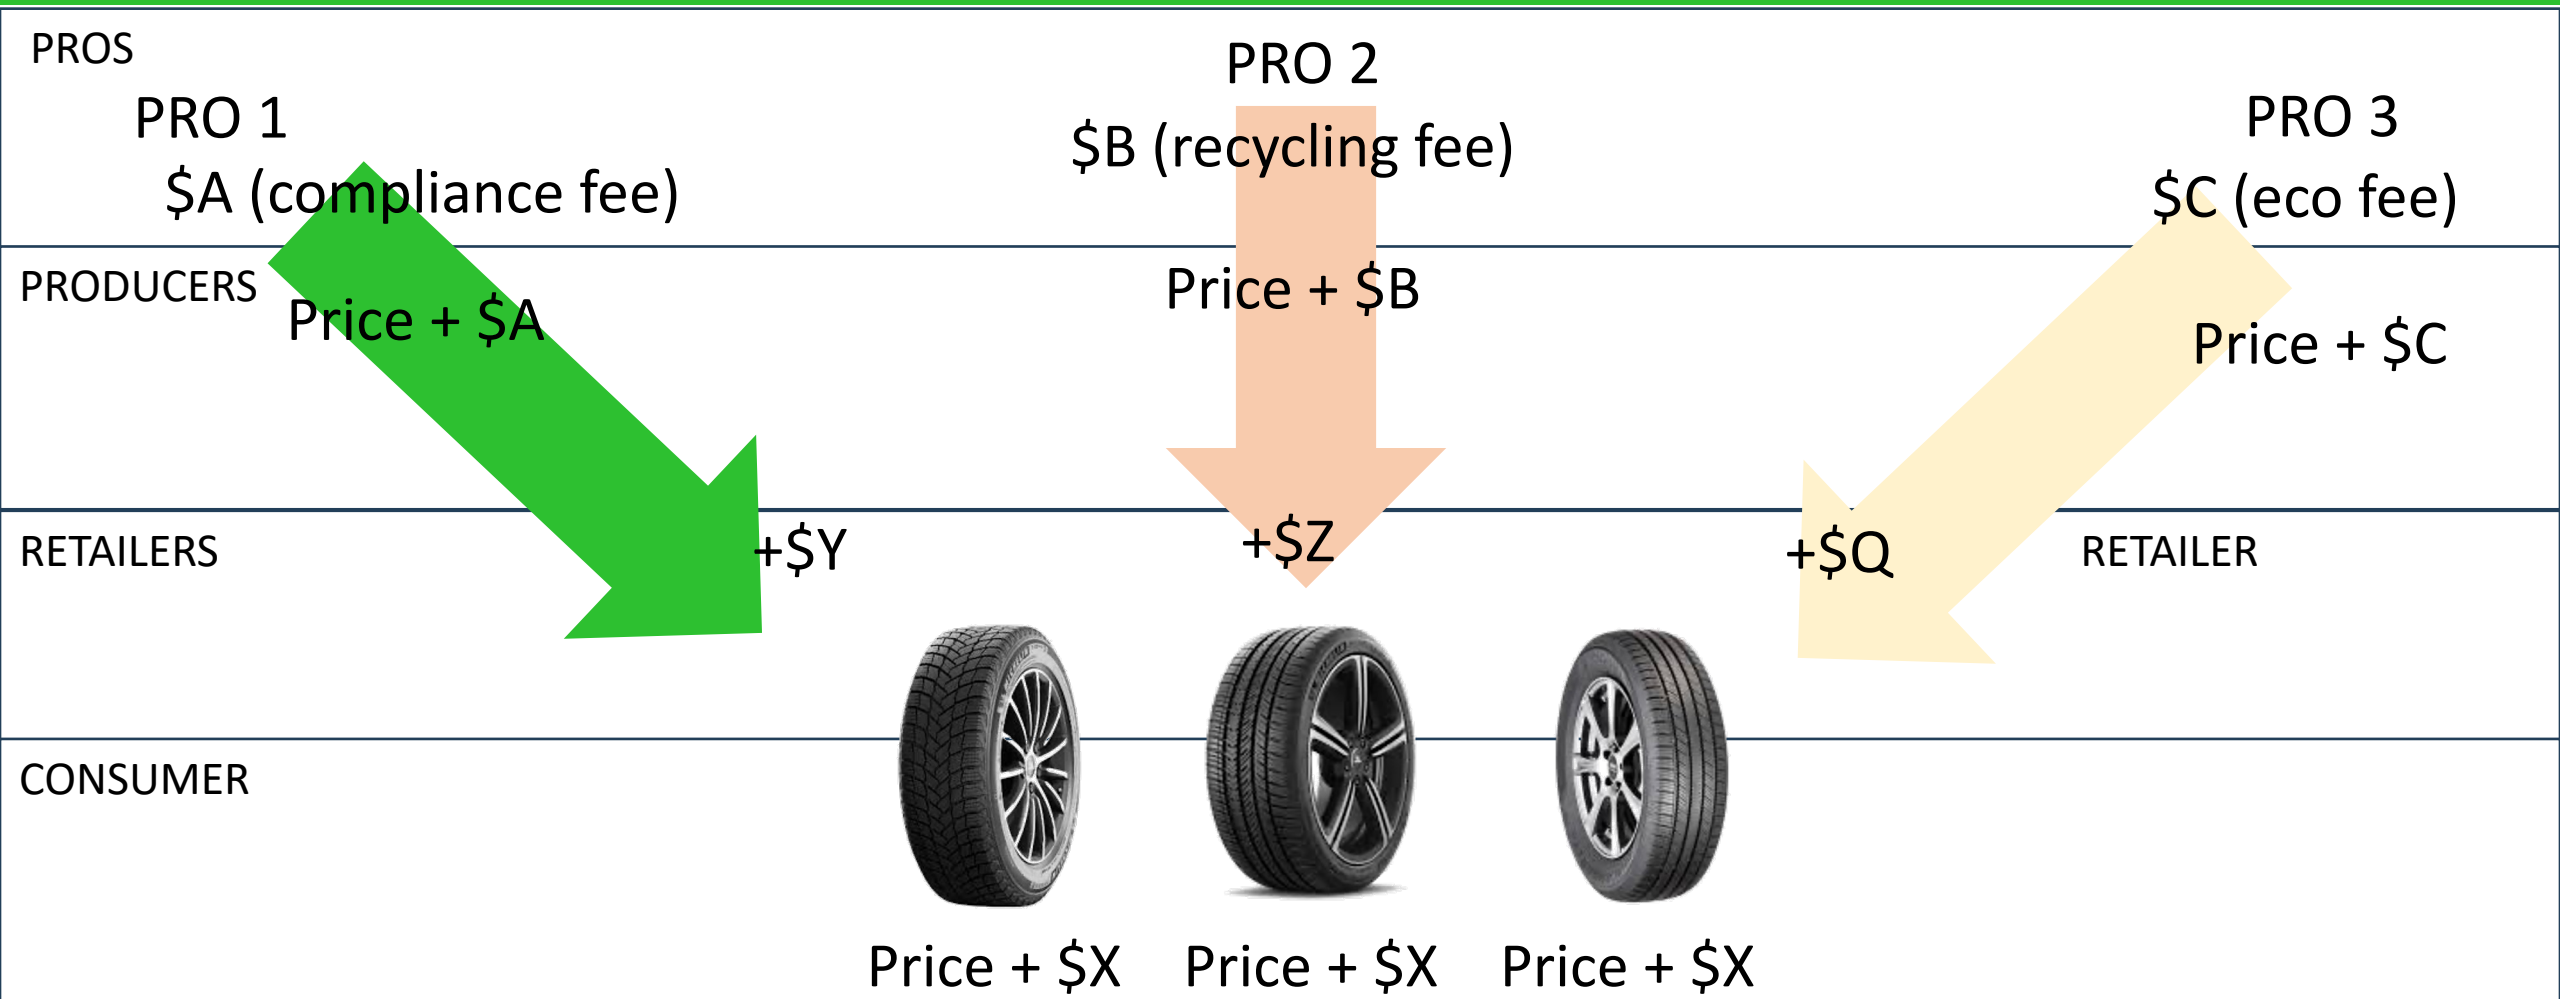 PROS
PRO 1
$A (compliance fee)
PRO 2
$B (recycling fee)
PRO 3
$C (eco fee)
PRODUCERS
Price + $A
Price + $B
Price + $C
RETAILERS
+$Y
+$Z
+$Q
RETAILER
CONSUMER
Price + $X
Price + $X
Price + $X